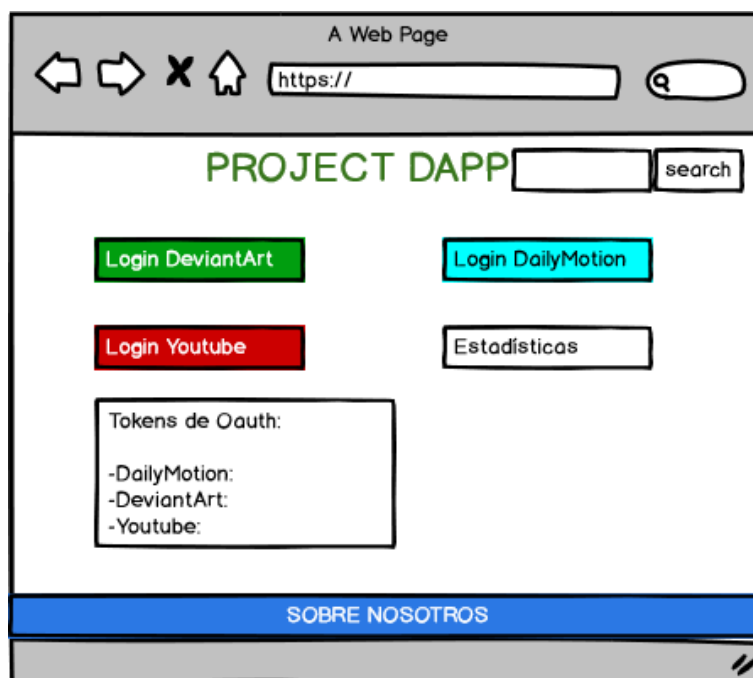 A Web Page
https://
PROJECT DAPP
search
Login DeviantArt
Login DailyMotion
Login Youtube
Estadísticas
Tokens de Oauth:
-DailyMotion:
-DeviantArt:
-Youtube:
SOBRE NOSOTROS